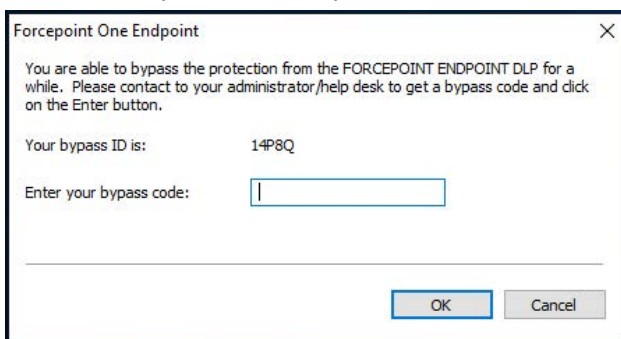 Forcepoint One Endpoint
You are able to bypass the protection from the FORCEPOINT ENDPOINT DLP for a
while. Please contact to your administrator/help desk to get a bypass code and click
on the Enter button.
Your bypass ID is: 14P8Q
Enter your bypass code:
OK Cancel